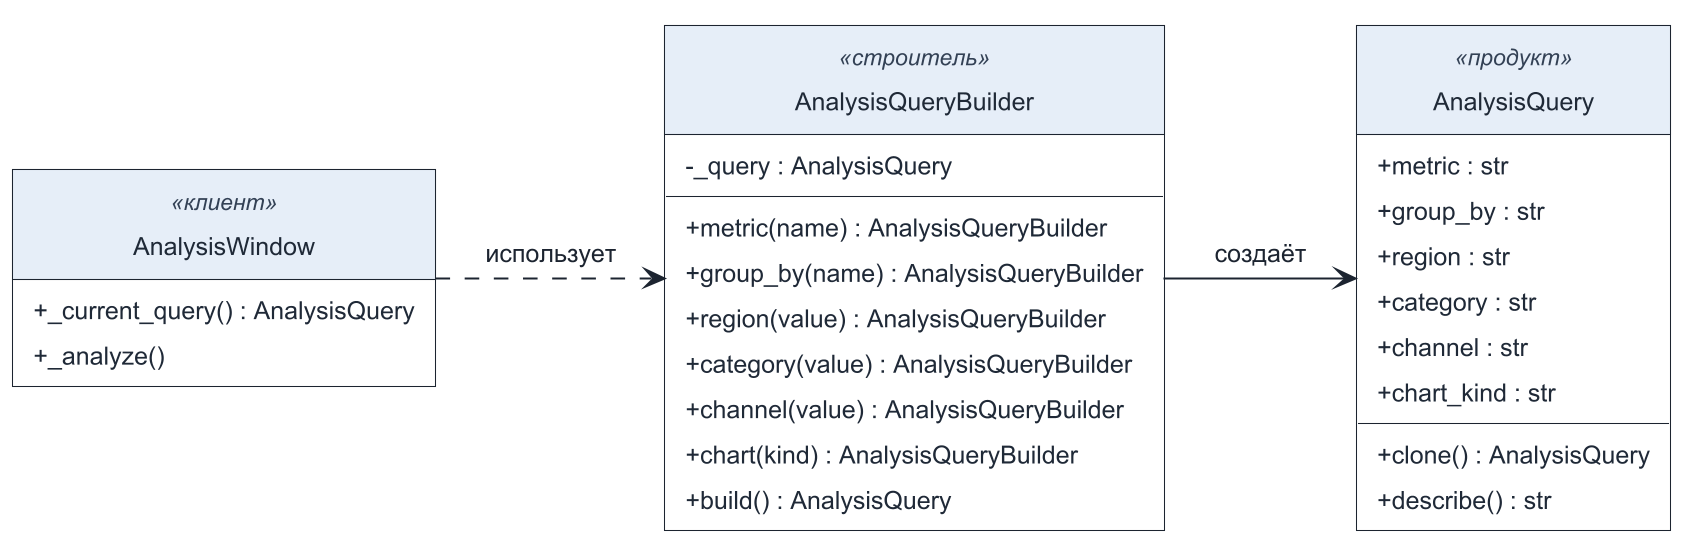 «клиент»
AnalysisWindow
+_current_query() : AnalysisQuery
+_analyze()
использует
«строитель»
AnalysisQueryBuilder
-_query : AnalysisQuery
+metric(name) : AnalysisQueryBuilder
+group_by(name) : AnalysisQueryBuilder
+region(value) : AnalysisQueryBuilder
+category(value) : AnalysisQueryBuilder
+channel(value) : AnalysisQueryBuilder
+chart(kind) : AnalysisQueryBuilder
+build() : AnalysisQuery
создаёт
«продукт»
AnalysisQuery
+metric : str
+group_by : str
+region : str
+category : str
+channel : str
+chart_kind : str
+clone() : AnalysisQuery
+describe() : str